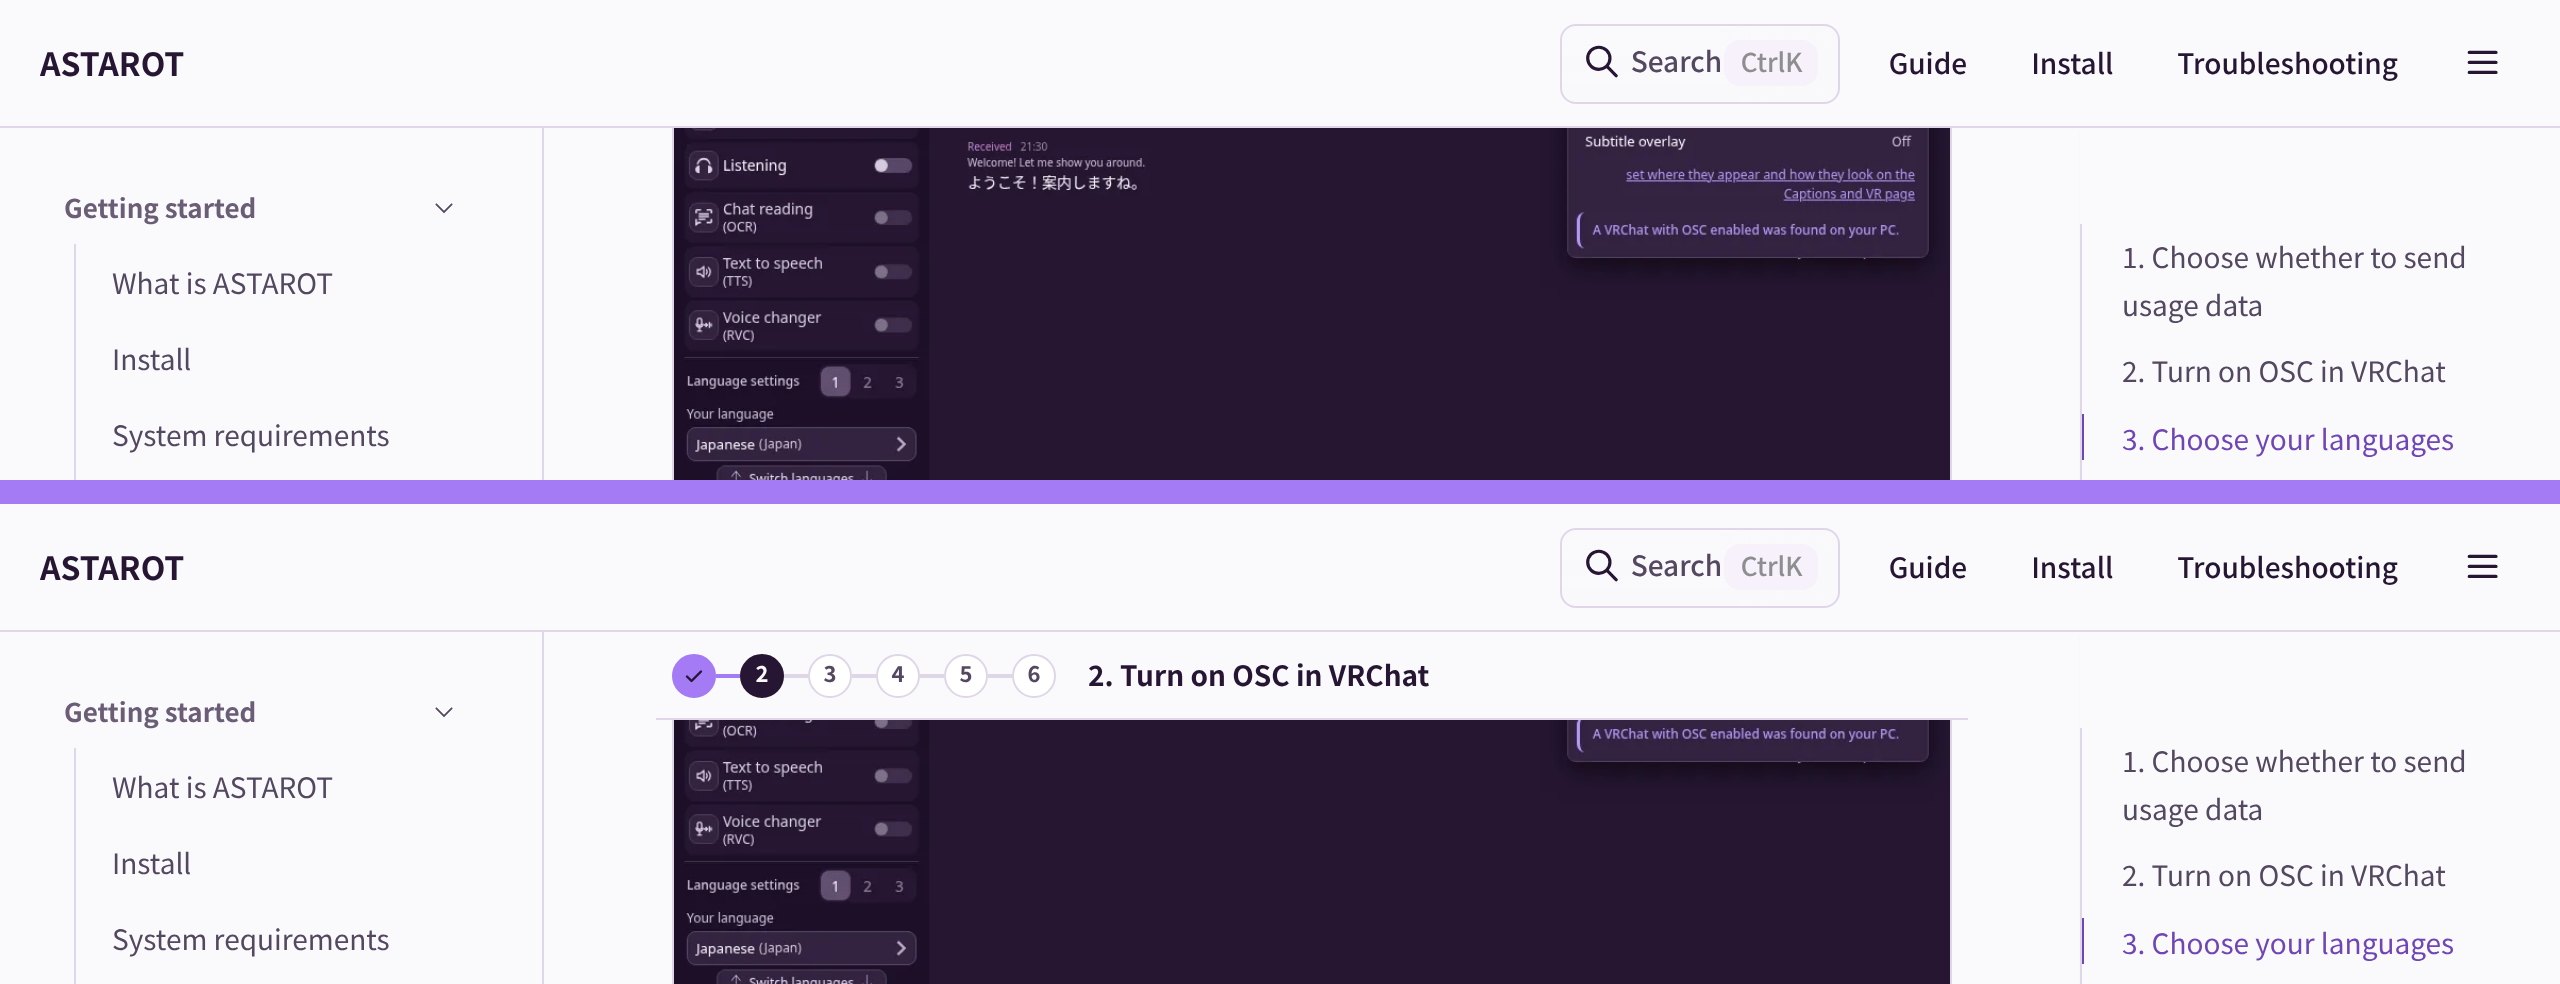 ASTAROT
Search CtrlK
Guide
Install
Troubleshooting
Getting started
What is ASTAROT
Install
System requirements
Listening
Chat reading
(OCR)
Text to speech
(TTS)
Voice changer
(RVC)
Language settings 1 2 3
Your language
Japanese (Japan)
Switch languages
Received 21:30
Welcome! Let me show you around.
ようこそ！案内しますね。
Subtitle overlay Off
set where they appear and how they look on the
Captions and VR page
A VRChat with OSC enabled was found on your PC.
1. Choose whether to send
usage data
2. Turn on OSC in VRChat
3. Choose your languages
ASTAROT
Search CtrlK
Guide
Install
Troubleshooting
Getting started
What is ASTAROT
Install
System requirements
2 3 4 5 6
2. Turn on OSC in VRChat
(OCR)
Text to speech
(TTS)
Voice changer
(RVC)
Language settings 1 2 3
Your language
Japanese (Japan)
Switch languages
A VRChat with OSC enabled was found on your PC.
1. Choose whether to send
usage data
2. Turn on OSC in VRChat
3. Choose your languages